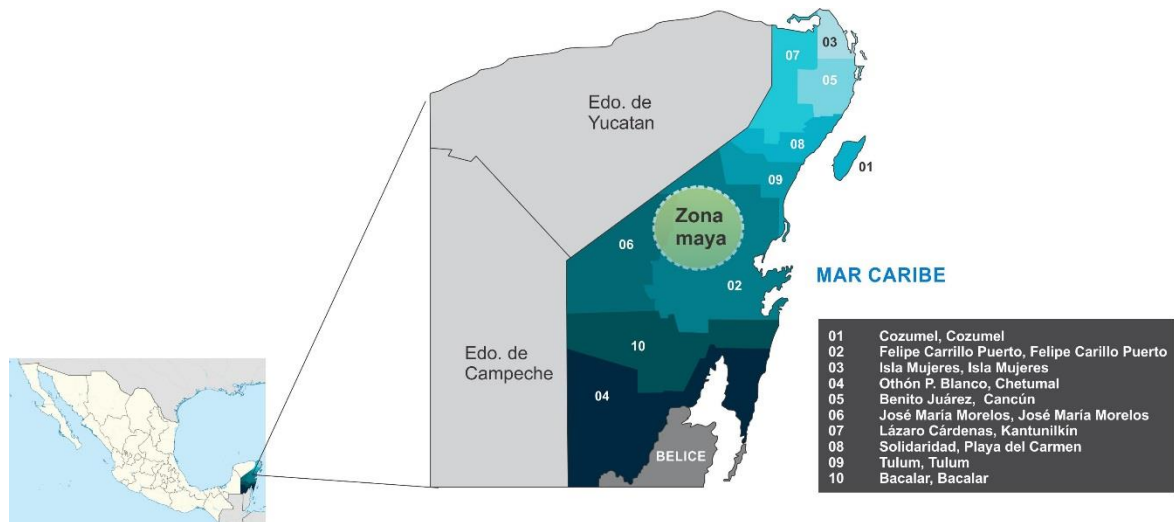 03
07
05
Edo. de
Yucatan
08
01
09
Zona
maya
06
MAR CARIBE
02
10
Edo. de
Campeche
04
BELICE
01 Cozumel, Cozumel
02 Felipe Carrillo Puerto, Felipe Carillo Puerto
03 Isla Mujeres, Isla Mujeres
04 Othón P. Blanco, Chetumal
05 Benito Juárez, Cancún
06 José María Morelos, José María Morelos
07 Lázaro Cárdenas, Kantunilkín
08 Solidaridad, Playa del Carmen
09 Tulum, Tulum
10 Bacalar, Bacalar